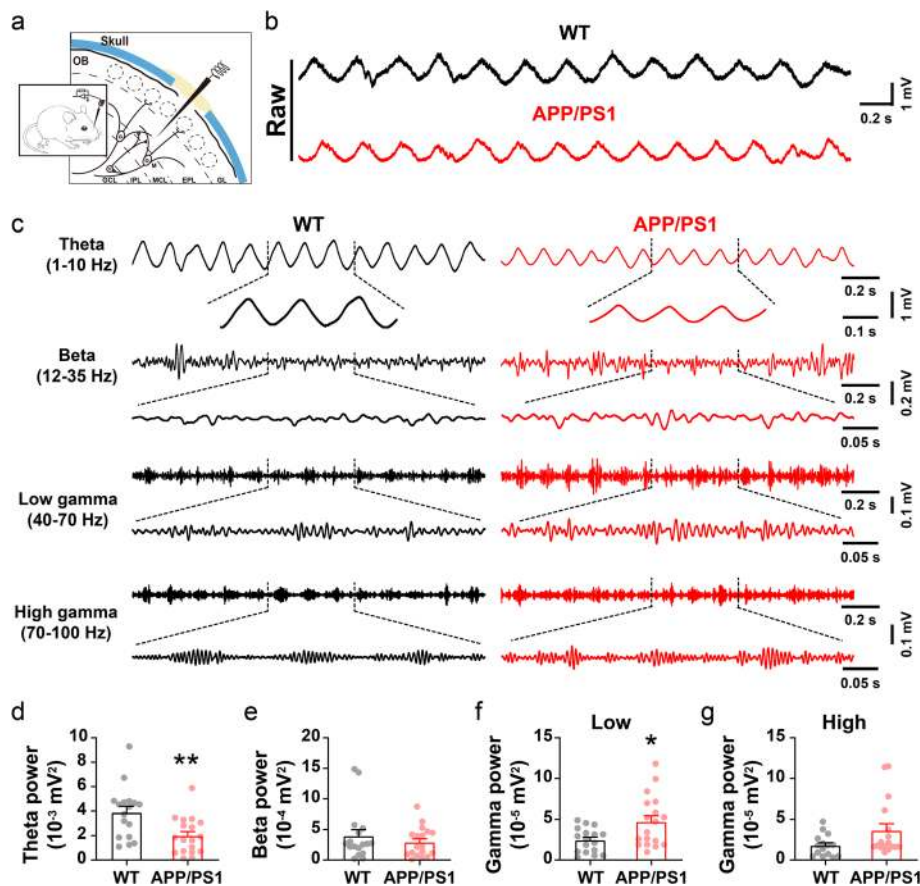 a
Skull
OB
GCL IPL MCL EPL GL
b
WT
APP/PS1
Raw
1 mV
0.2 s
c
WT
APP/PS1
Theta
(1-10 Hz)
0.2 s
1 mV
0.1 s
Beta
(12-35 Hz)
0.2 s
0.2 mV
0.05 s
Low gamma
(40-70 Hz)
0.2 s
0.1 mV
0.05 s
High gamma
(70-100 Hz)
0.2 s
0.1 mV
0.05 s
d
Theta power
(10⁻³ mV²)
10
8
6
4
2
0
**
WT APP/PS1
e
Beta power
(10⁻⁴ mV²)
20
15
10
5
0
WT APP/PS1
f
Low
Gamma power
(10⁻⁵ mV²)
15
10
5
0
*
WT APP/PS1
g
High
Gamma power
(10⁻⁵ mV²)
15
10
5
0
WT APP/PS1